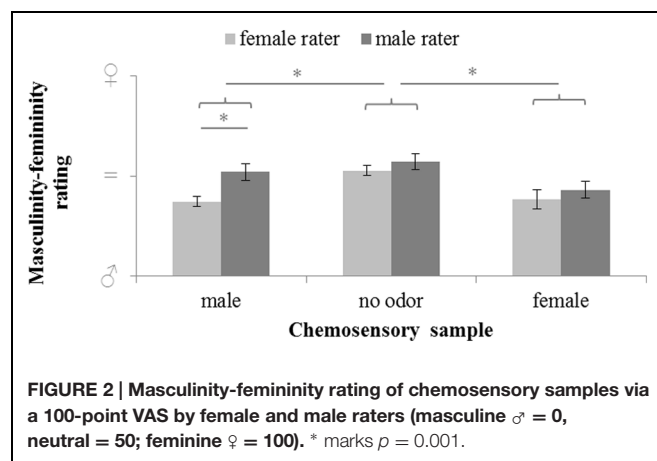 female rater male rater
*
*
*
♀
=
♂
Masculinity-femininity
rating
male no odor female
Chemosensory sample
FIGURE 2 | Masculinity-femininity rating of chemosensory samples via
a 100-point VAS by female and male raters (masculine ♂ = 0,
neutral = 50; feminine ♀ = 100). * marks p = 0.001.